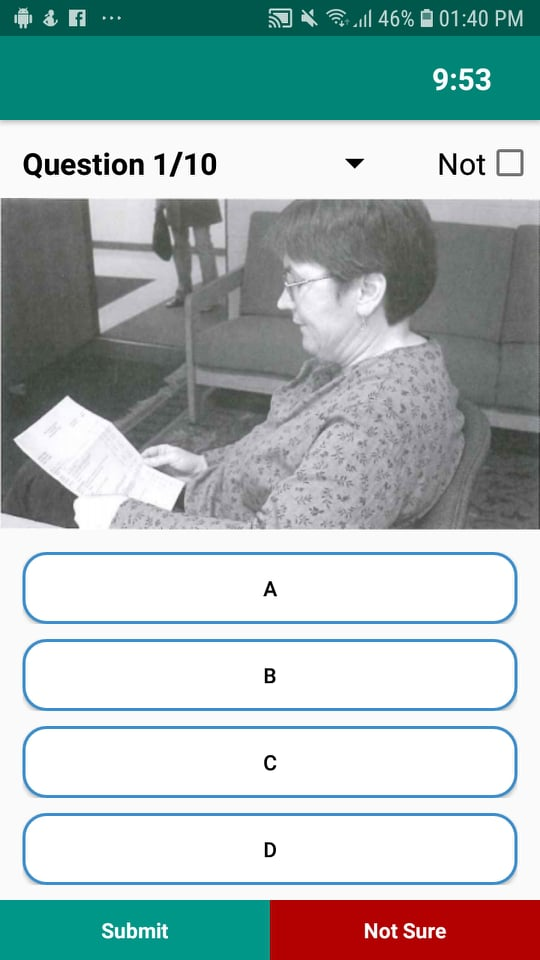 46% 01:40 PM
9:53
Question 1/10 Not
A
B
C
D
Submit Not Sure